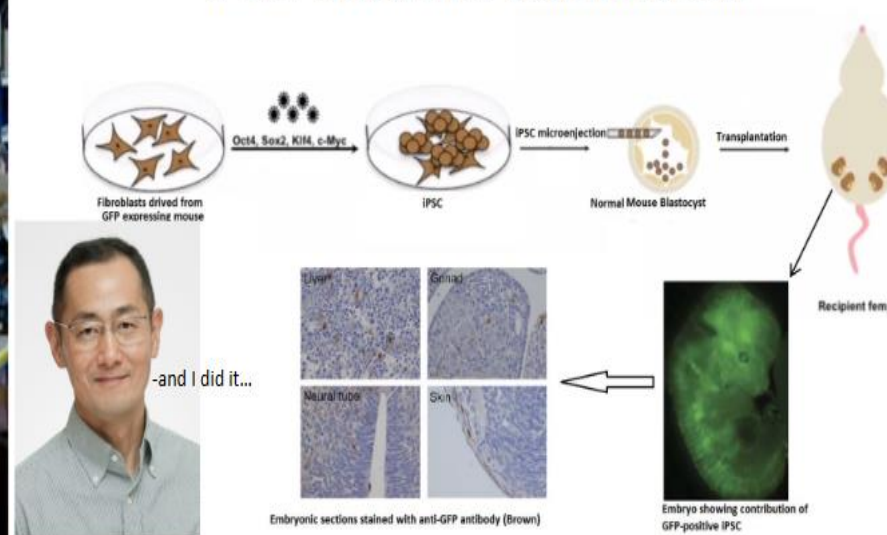 Oct4, Sox2, Klf4, c-Myc
iPSC microenjection
Transplantation
Fibroblasts drived from
GFP expressing mouse
iPSC
Normal Mouse Blastocyst
Recipient fem
-and I did it...
Liver
Gonad
Neural tube
Skin
Embryonic sections stained with anti-GFP antibody (Brown)
Embryo showing contribution of
GFP-positive iPSC